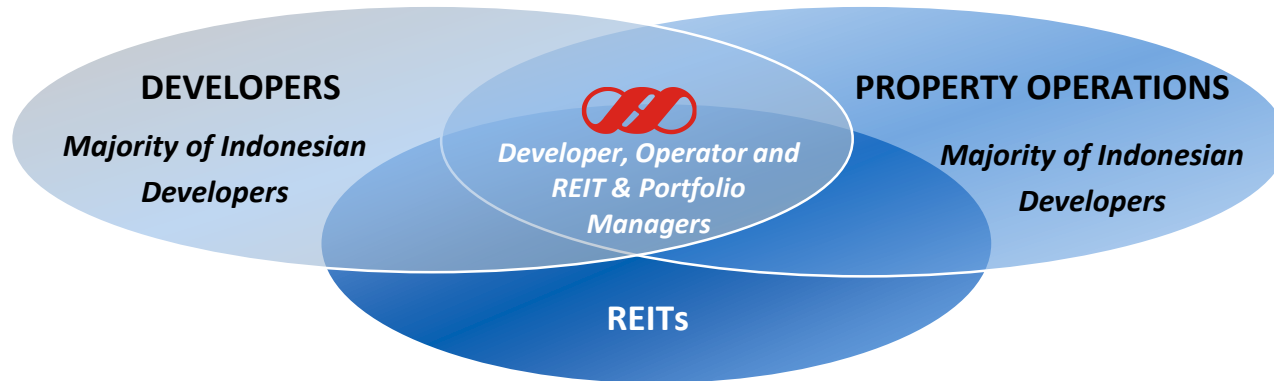 DEVELOPERS
Majority of Indonesian
Developers
Developer, Operator and
REIT & Portfolio
Managers
PROPERTY OPERATIONS
Majority of Indonesian
Developers
REITs